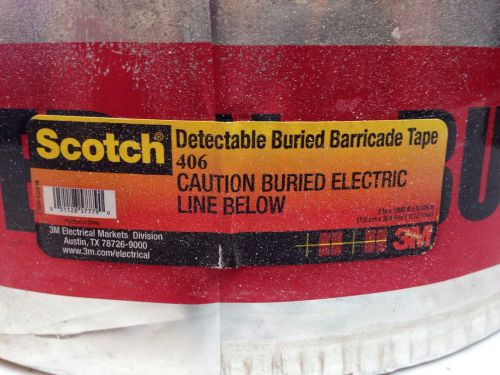 Scotch®
Detectable Buried Barricade Tape
406
CAUTION BURIED ELECTRIC
LINE BELOW
3M Electrical Markets Division
Austin, TX 78726-9000
www.3m.com/electrical
3M
BU